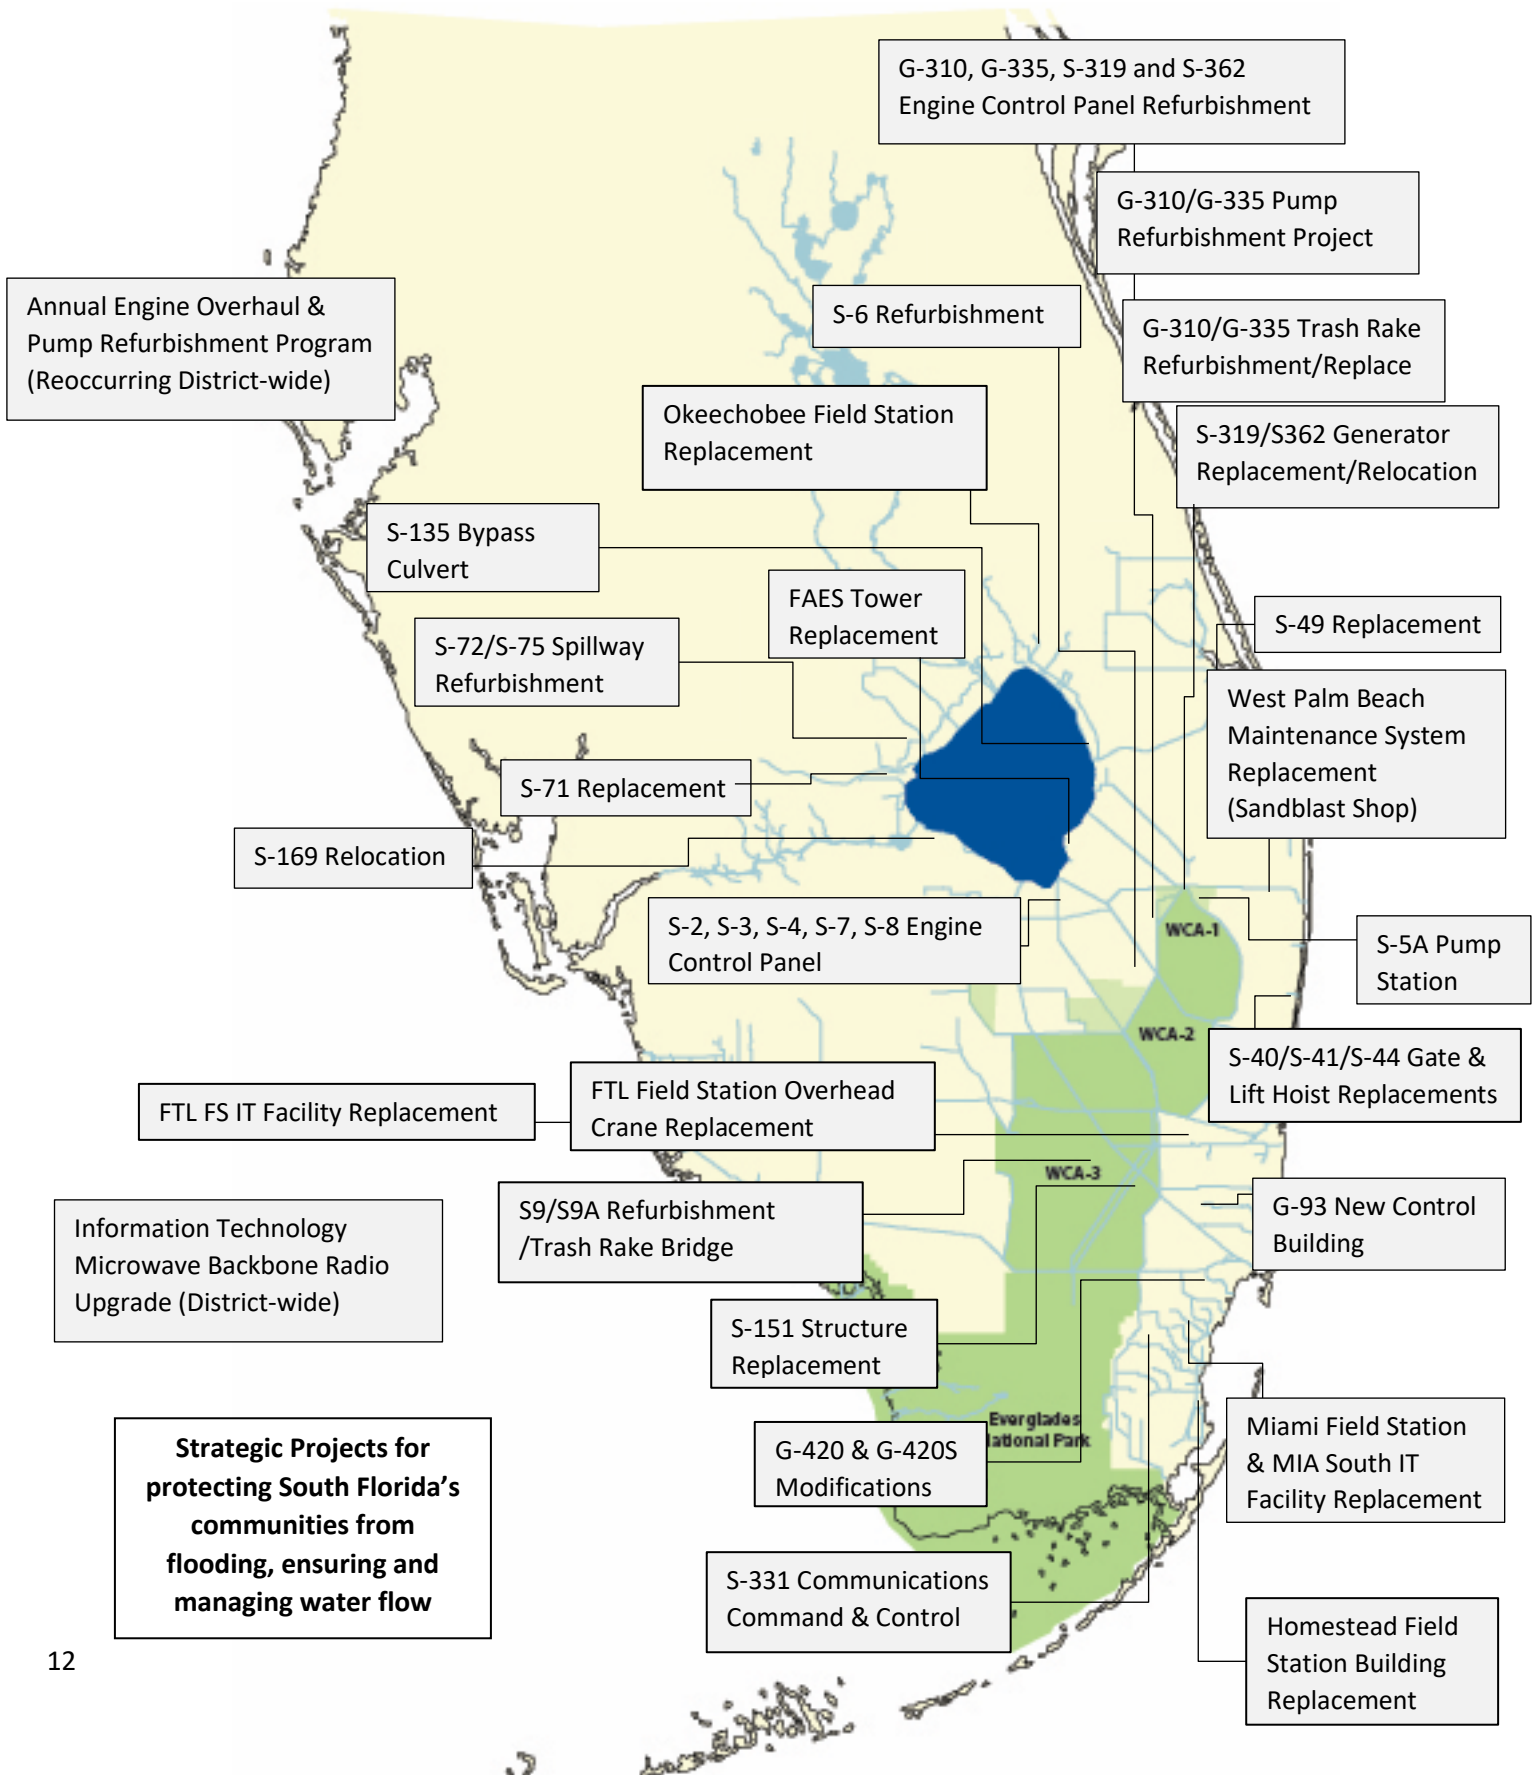 G-310, G-335, S-319 and S-362
Engine Control Panel Refurbishment
G-310/G-335 Pump
Refurbishment Project
Annual Engine Overhaul &
Pump Refurbishment Program
(Reoccurring District-wide)
S-6 Refurbishment
G-310/G-335 Trash Rake
Refurbishment/Replace
Okeechobee Field Station
Replacement
S-319/S362 Generator
Replacement/Relocation
S-135 Bypass
Culvert
FAES Tower
Replacement
S-49 Replacement
S-72/S-75 Spillway
Refurbishment
West Palm Beach
Maintenance System
Replacement
(Sandblast Shop)
S-71 Replacement
S-169 Relocation
S-2, S-3, S-4, S-7, S-8 Engine
Control Panel
WCA-1
S-5A Pump
Station
WCA-2
S-40/S-41/S-44 Gate &
Lift Hoist Replacements
FTL FS IT Facility Replacement
FTL Field Station Overhead
Crane Replacement
WCA-3
S9/S9A Refurbishment
/Trash Rake Bridge
G-93 New Control
Building
Information Technology
Microwave Backbone Radio
Upgrade (District-wide)
S-151 Structure
Replacement
Everglades
National Park
G-420 & G-420S
Modifications
Miami Field Station
& MIA South IT
Facility Replacement
Strategic Projects for
protecting South Florida’s
communities from
flooding, ensuring and
managing water flow
S-331 Communications
Command & Control
Homestead Field
Station Building
Replacement
12